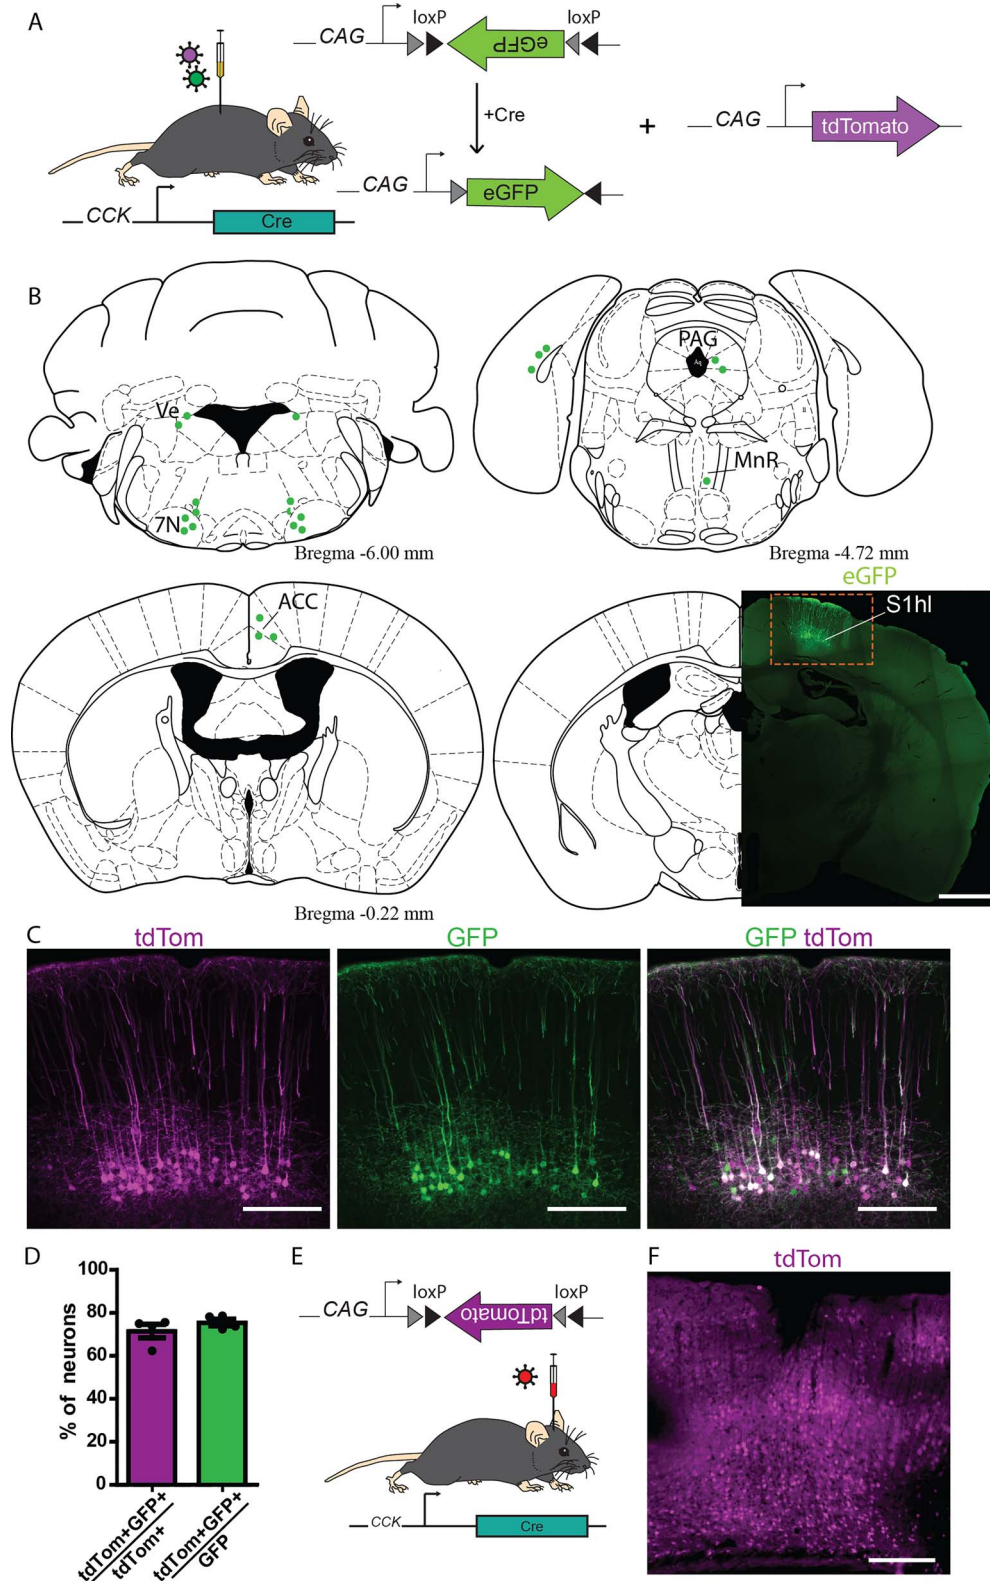 A
loxP
CAG
eGFP
+Cre
CAG
eGFP
+
CAG
tdTomato
CCK
Cre
B
Ve
7N
Bregma -6.00 mm
PAG
Aq
MnR
Bregma -4.72 mm
ACC
Bregma -0.22 mm
eGFP
S1hl
C
tdTom
GFP
GFP tdTom
D
% of neurons
100
80
60
40
20
0
tdTom+GFP+
tdTom+
tdTom+GFP+
GFP
E
loxP
loxP
CAG
tdTomato
CCK
Cre
F
tdTom